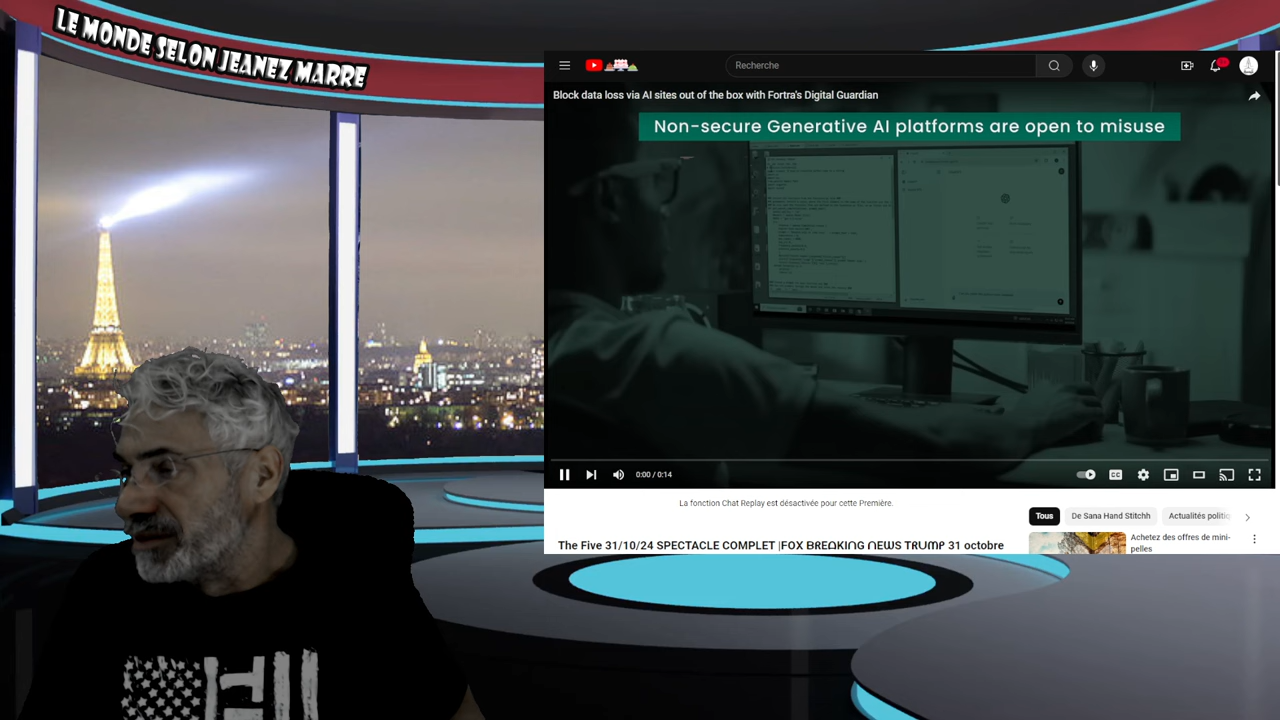 LE MONDE SELON JEANEZ MARRE
Recherche
Block data loss via AI sites out of the box with Fortra's Digital Guardian
Non-secure Generative AI platforms are open to misuse
0:00 / 0:14
CC
La fonction Chat Replay est désactivée pour cette Première.
Tous
De Sana Hand Stitchh
Actualités politiq
The Five 31/10/24 SPECTACLE COMPLET |FOX BREAKING NEWS TRUMP 31 octobre
Achetez des offres de mini-
pelles